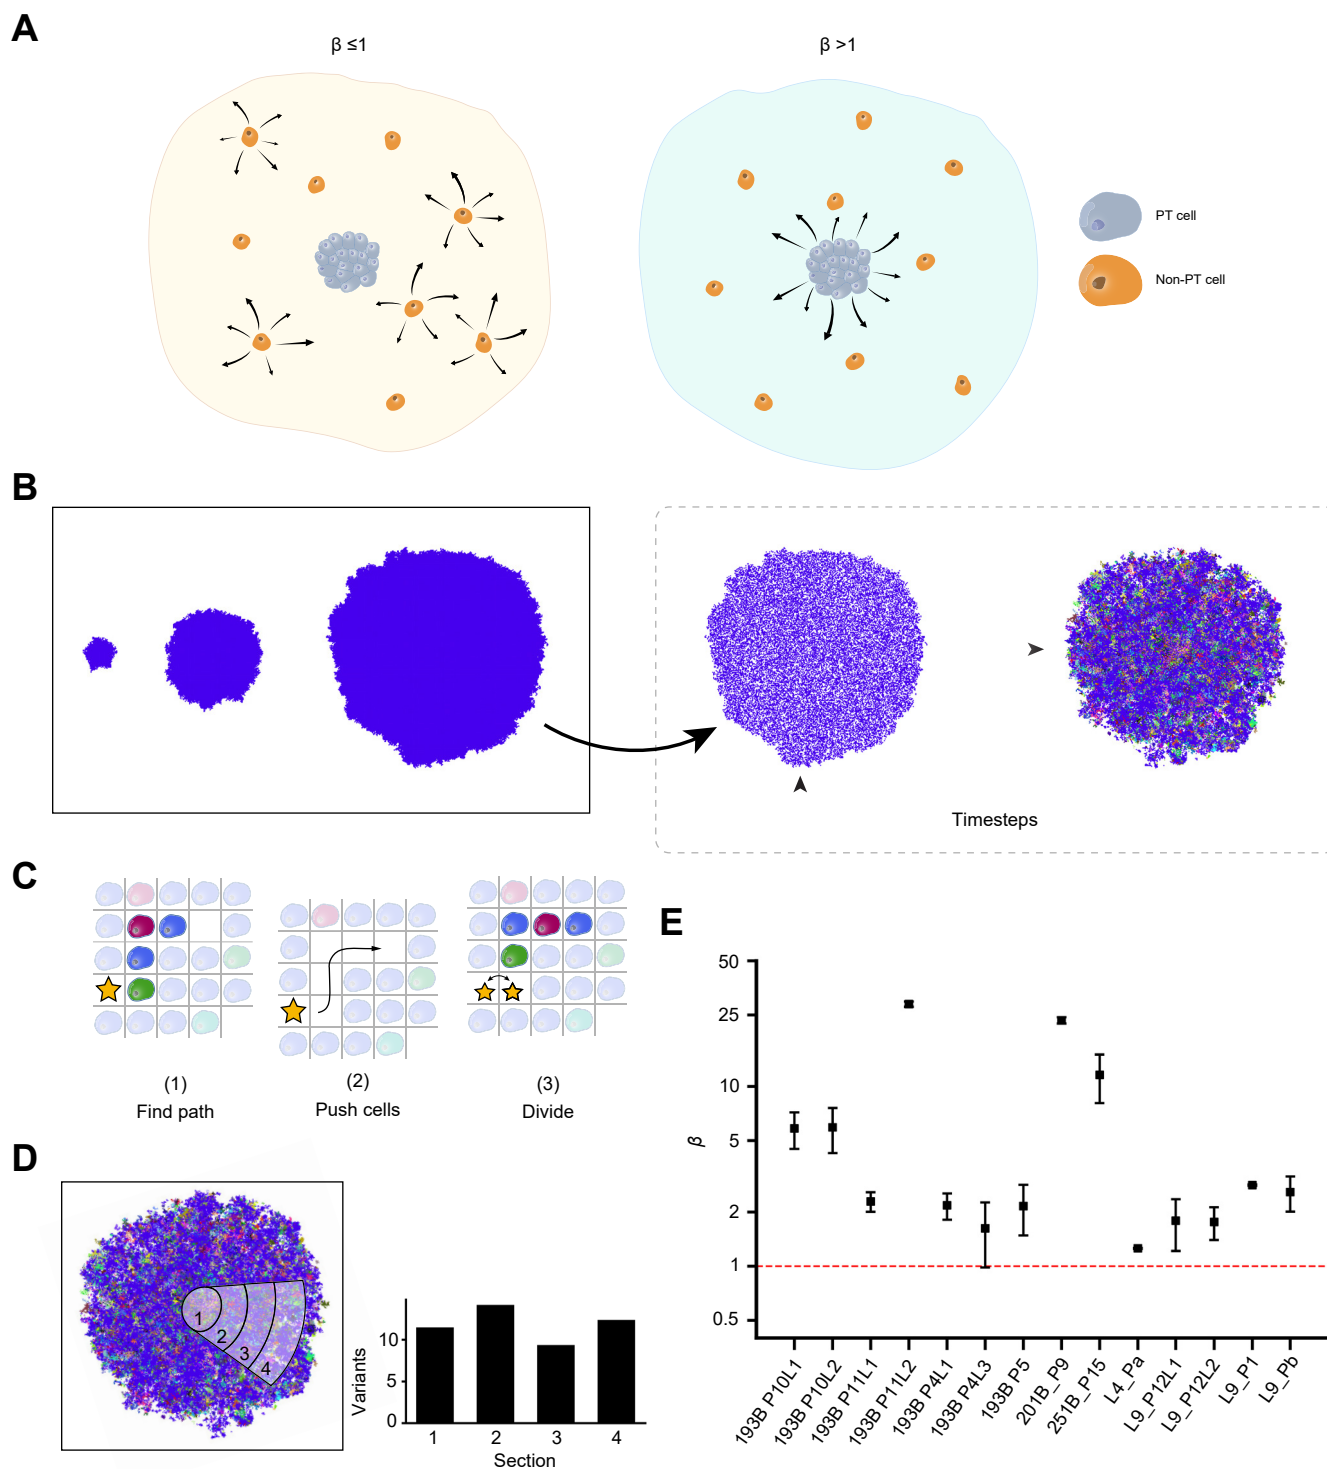 A
β ≤1
β >1
PT cell
Non-PT cell
B
Timesteps
C
(1)
Find path
(2)
Push cells
(3)
Divide
D
1
2
3
4
Variants
10
5
0
1 2 3 4
Section
E
β
50
25
10
5
2
1
0.5
193B P10L1
193B P10L2
193B P11L1
193B P11L2
193B P4L1
193B P4L3
193B P5
201B_P9
251B_P15
L4_Pa
L9_P12L1
L9_P12L2
L9_P1
L9_Pb